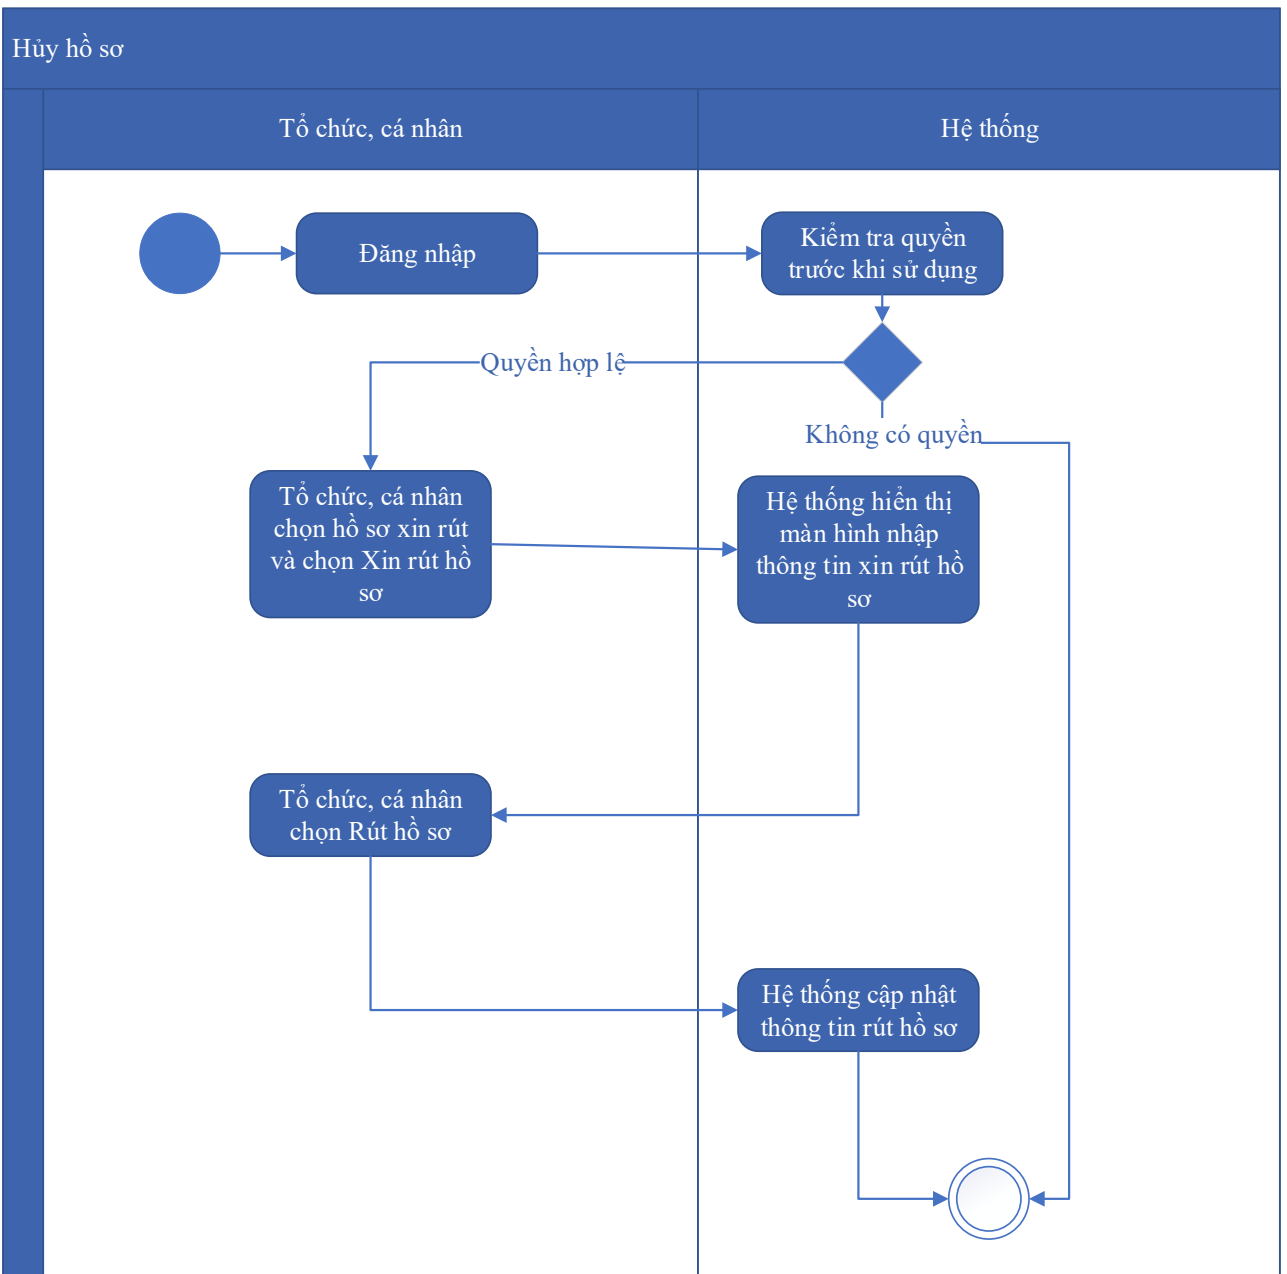 Hủy hồ sơ
Tổ chức, cá nhân
Hệ thống
Đăng nhập
Kiểm tra quyền
trước khi sử dụng
Quyền hợp lệ
Không có quyền
Tổ chức, cá nhân
chọn hồ sơ xin rút
và chọn Xin rút hồ
sơ
Hệ thống hiển thị
màn hình nhập
thông tin xin rút hồ
sơ
Tổ chức, cá nhân
chọn Rút hồ sơ
Hệ thống cập nhật
thông tin rút hồ sơ